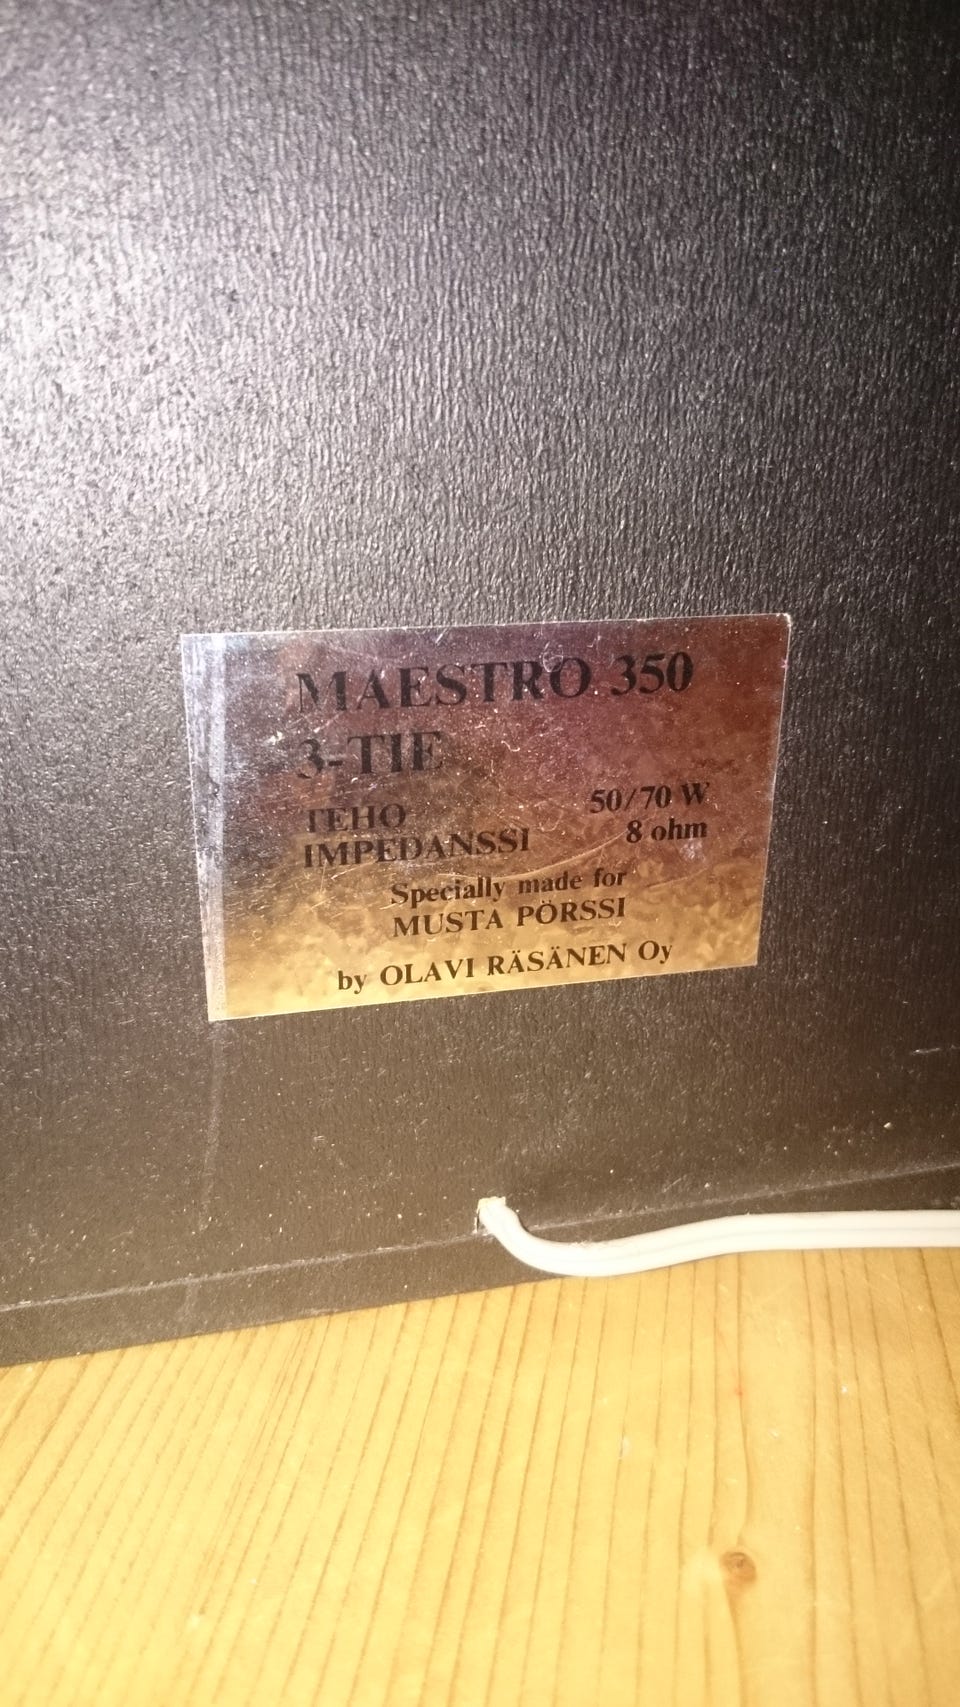 MAESTRO 350
3-TIE
TEHO 50/70 W
IMPEDANSSI 8 ohm
Specially made for
MUSTA PÖRSSI
by OLAVI RÄSÄNEN Oy